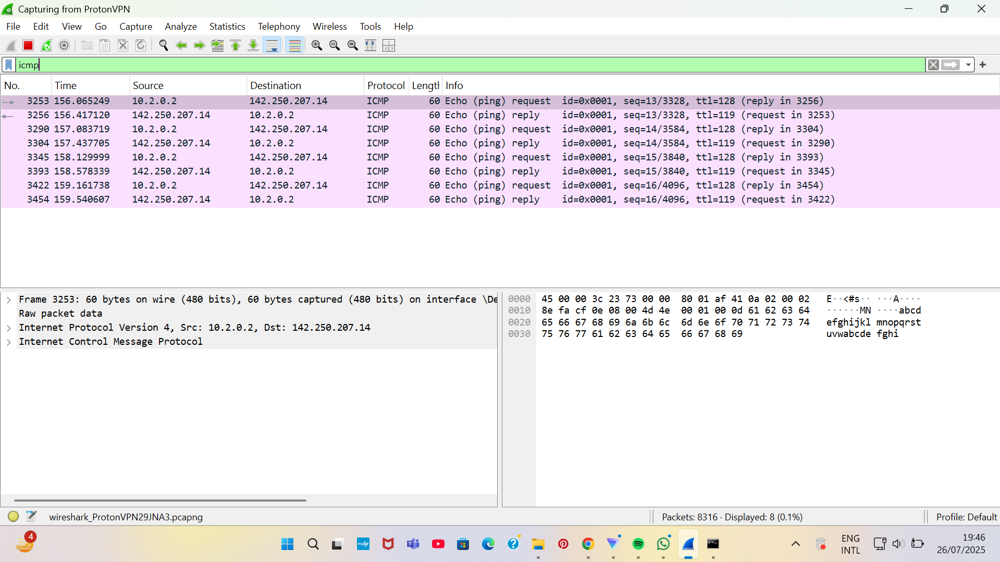 Capturing from ProtonVPN
File Edit View Go Capture Analyze Statistics Telephony Wireless Tools Help
icmp
No. Time Source Destination Protocol Length Info
3253 156.065249 10.2.0.2 142.250.207.14 ICMP 60 Echo (ping) request id=0x0001, seq=13/3328, ttl=128 (reply in 3256)
3256 156.417120 142.250.207.14 10.2.0.2 ICMP 60 Echo (ping) reply id=0x0001, seq=13/3328, ttl=119 (request in 3253)
3290 157.083719 10.2.0.2 142.250.207.14 ICMP 60 Echo (ping) request id=0x0001, seq=14/3584, ttl=128 (reply in 3304)
3304 157.437705 142.250.207.14 10.2.0.2 ICMP 60 Echo (ping) reply id=0x0001, seq=14/3584, ttl=119 (request in 3290)
3345 158.129999 10.2.0.2 142.250.207.14 ICMP 60 Echo (ping) request id=0x0001, seq=15/3840, ttl=128 (reply in 3393)
3393 158.578339 142.250.207.14 10.2.0.2 ICMP 60 Echo (ping) reply id=0x0001, seq=15/3840, ttl=119 (request in 3345)
3422 159.161738 10.2.0.2 142.250.207.14 ICMP 60 Echo (ping) request id=0x0001, seq=16/4096, ttl=128 (reply in 3454)
3454 159.540607 142.250.207.14 10.2.0.2 ICMP 60 Echo (ping) reply id=0x0001, seq=16/4096, ttl=119 (request in 3422)
Frame 3253: 60 bytes on wire (480 bits), 60 bytes captured (480 bits) on interface \De
Raw packet data
Internet Protocol Version 4, Src: 10.2.0.2, Dst: 142.250.207.14
Internet Control Message Protocol
0000 45 00 00 3c 23 73 00 00 80 01 af 41 0a 02 00 02 E··<#s·· ···A····
0010 8e fa cf 0e 08 00 4d 4e 00 01 00 0d 61 62 63 64 ······MN ····abcd
0020 65 66 67 68 69 6a 6b 6c 6d 6e 6f 70 71 72 73 74 efghijkl mnopqrst
0030 75 76 77 61 62 63 64 65 66 67 68 69 uvwabcde fghi
wireshark_ProtonVPN29JNA3.pcapng
Packets: 8316 · Displayed: 8 (0.1%)
Profile: Default
4
myhp
ENG
INTL
19:46
26/07/2025